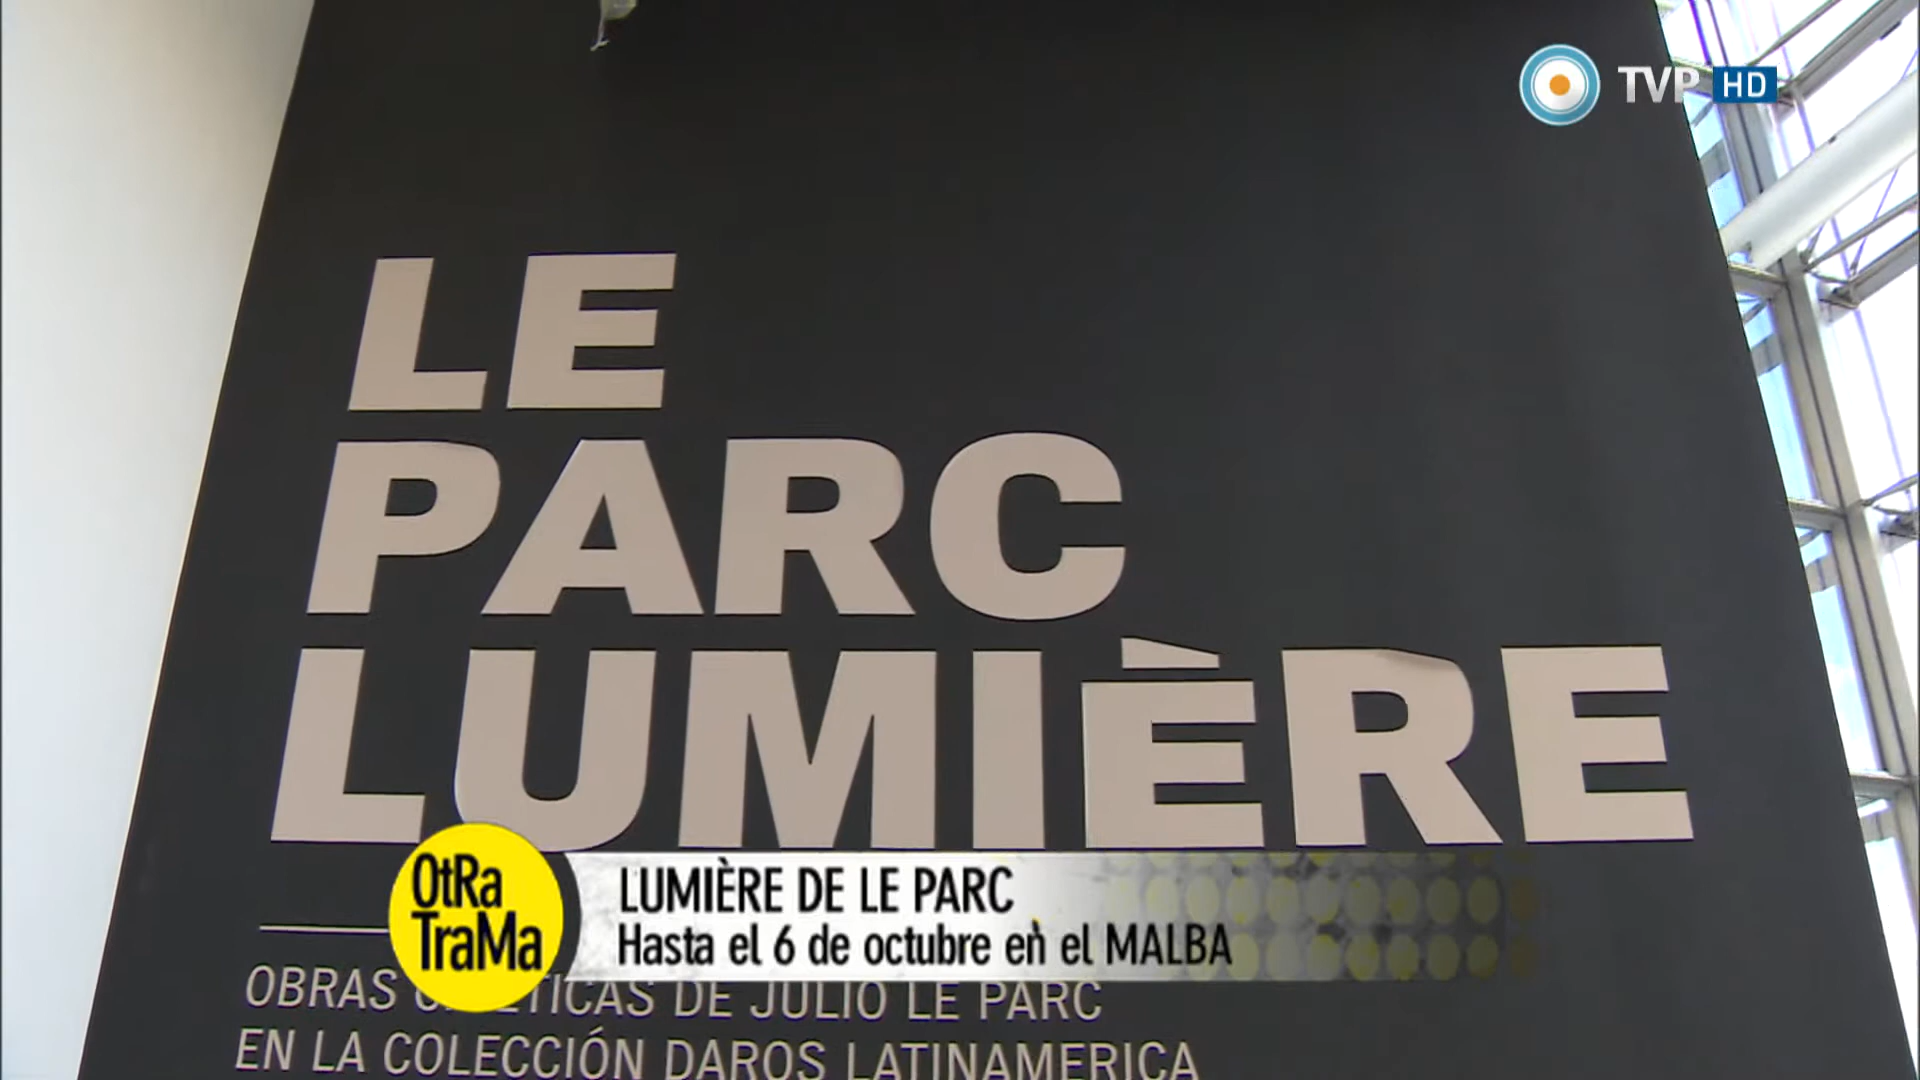 TVP HD
LE
PARC
LUMIÈRE
OtRa
TraMa
LUMIÈRE DE LE PARC
Hasta el 6 de octubre en el MALBA
OBRAS DE JULIO LE PARC
EN LA COLECCIÓN DAROS LATINAMERICA